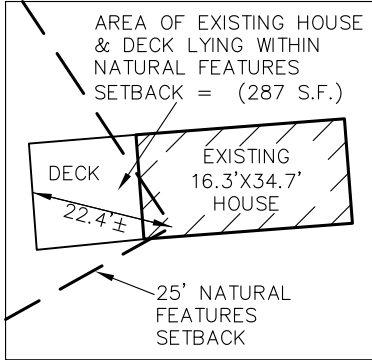 AREA OF EXISTING HOUSE
& DECK LYING WITHIN
NATURAL FEATURES
SETBACK = (287 S.F.)
DECK
EXISTING
16.3'X34.7'
HOUSE
22.4'±
25' NATURAL
FEATURES
SETBACK